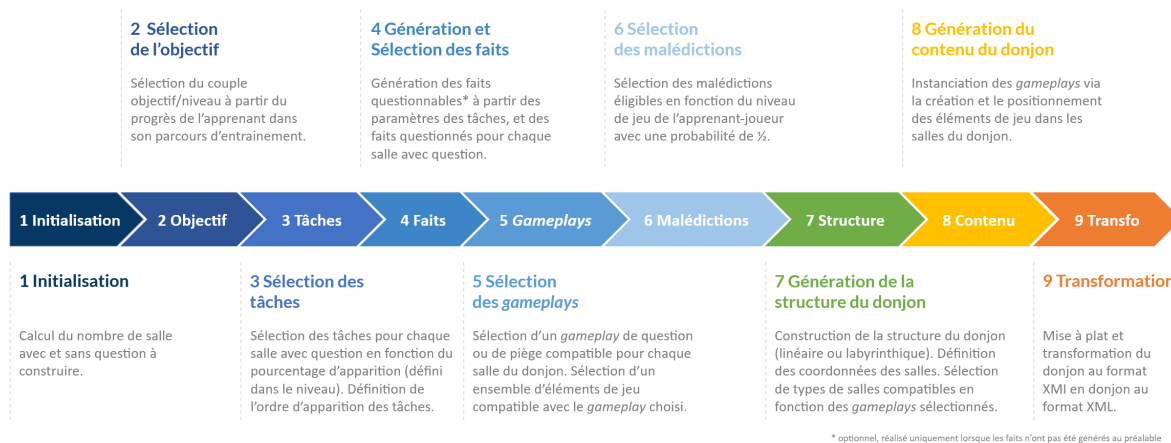 2 Sélection
de l'objectif
Sélection du couple
objectif/niveau à partir du
progrès de l'apprenant dans
son parcours d'entrainement.
4 Génération et
Sélection des faits
Génération des faits
questionnables* à partir des
paramètres des tâches, et des
faits questionnés pour chaque
salle avec question.
6 Sélection
des malédictions
Sélection des malédictions
éligibles en fonction du niveau
de jeu de l'apprenant-joueur
avec une probabilité de ½.
8 Génération du
contenu du donjon
Instanciation des gameplays via
la création et le positionnement
des éléments de jeu dans les
salles du donjon.
1 Initialisation
2 Objectif
3 Tâches
4 Faits
5 Gameplays
6 Malédictions
7 Structure
8 Contenu
9 Transfo
1 Initialisation
Calcul du nombre de salle
avec et sans question à
construire.
3 Sélection des
tâches
Sélection des tâches pour chaque
salle avec question en fonction du
pourcentage d'apparition (défini
dans le niveau). Définition de
l'ordre d'apparition des tâches.
5 Sélection
des gameplays
Sélection d'un gameplay de question
ou de piège compatible pour chaque
salle du donjon. Sélection d'un
ensemble d'éléments de jeu
compatible avec le gameplay choisi.
7 Génération de la
structure du donjon
Construction de la structure du donjon
(linéaire ou labyrinthique). Définition
des coordonnées des salles. Sélection
de types de salles compatibles en
fonction des gameplays sélectionnés.
9 Transformation
Mise à plat et
transformation du
donjon au format
XMI en donjon au
format XML.
* optionnel, réalisé uniquement lorsque les faits n'ont pas été générés au préalable